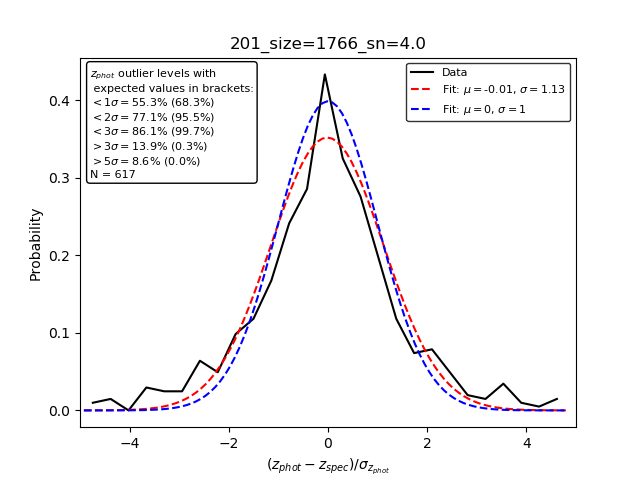 201_size=1766_sn=4.0
z_phot outlier levels with
expected values in brackets:
<1σ=55.3% (68.3%)
<2σ=77.1% (95.5%)
<3σ=86.1% (99.7%)
>3σ=13.9% (0.3%)
>5σ=8.6% (0.0%)
N = 617
Data
Fit: μ=-0.01, σ=1.13
Fit: μ=0, σ=1
0.4
0.3
0.2
0.1
0.0
Probability
−4 −2 0 2 4
(z_phot − z_spec)/σ_z_phot